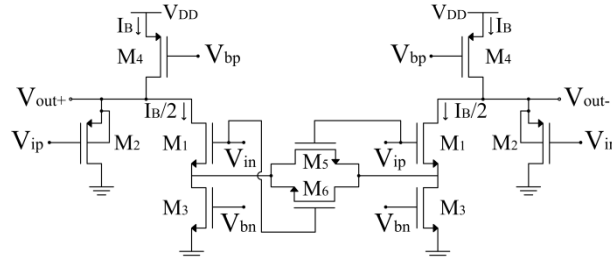 VDD VDD
IB IB
Vbp Vbp
M4 M4
Vout+ Vout-
IB/2 IB/2
Vip M2 M1 Vin M5 Vip M1 M2 Vin
M6
M3 M3
Vbn Vbn